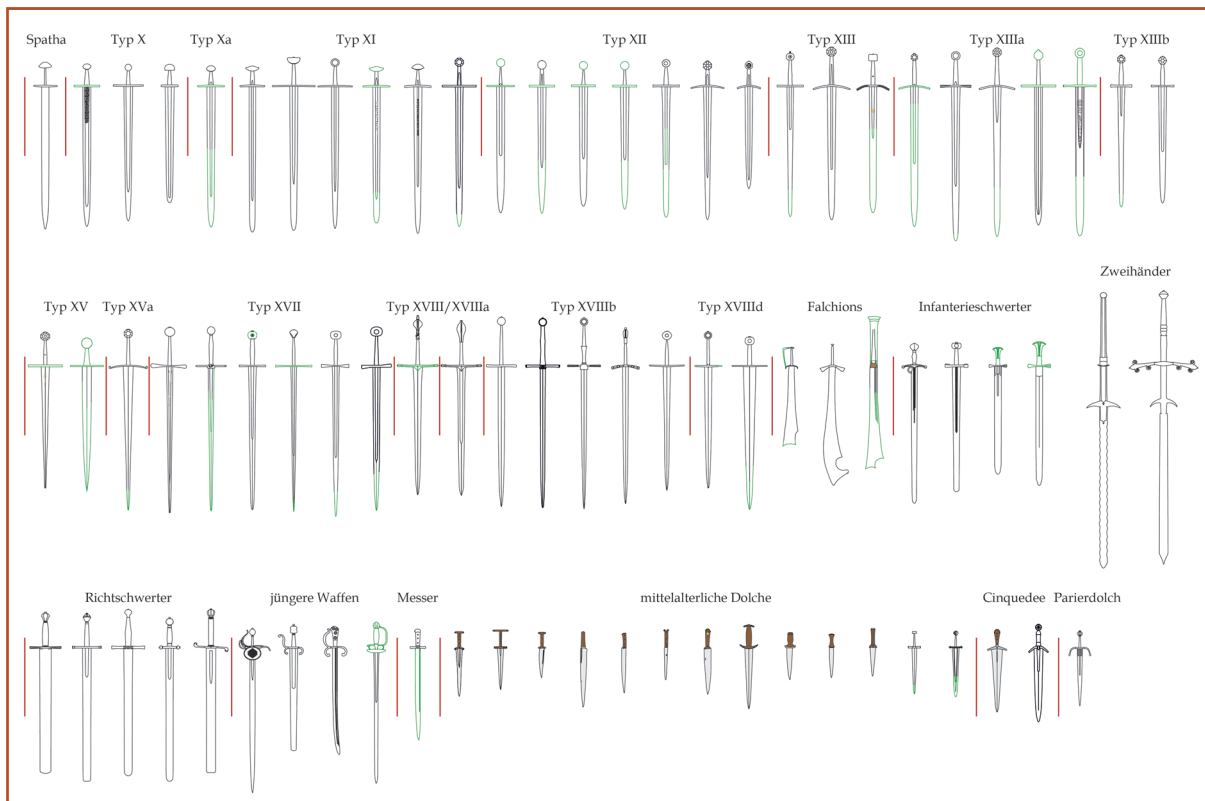 Spatha Typ X Typ Xa Typ XI Typ XII Typ XIII Typ XIIIa Typ XIIIb
Zweihänder
Typ XV Typ XVa Typ XVII Typ XVIII/XVIIIa Typ XVIIIb Typ XVIIId Falchions Infanterieschwerter
Richtschwerter jüngere Waffen Messer mittelalterliche Dolche Cinquedee Parierdolch